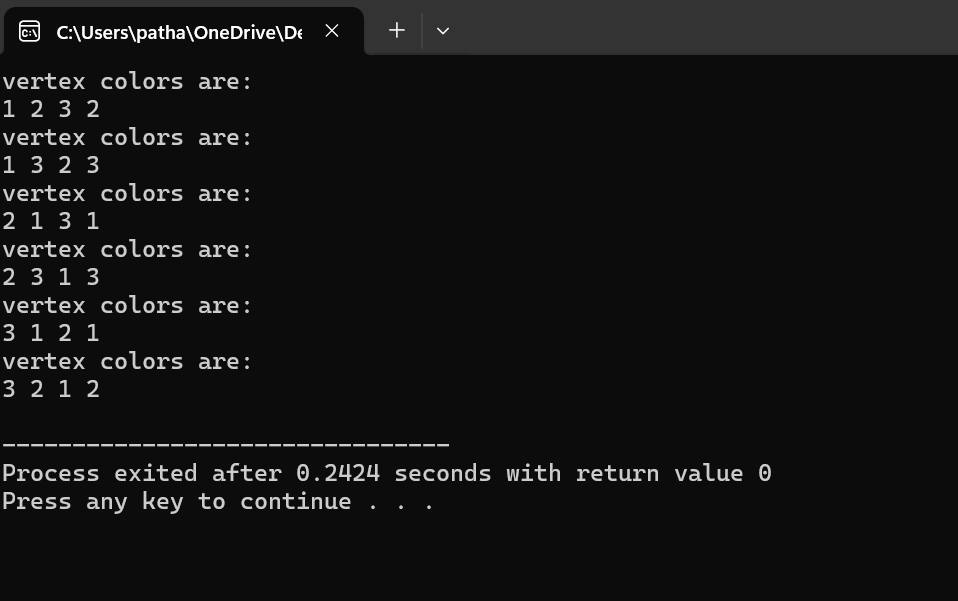 C:\Users\patha\OneDrive\De
vertex colors are:
1 2 3 2
vertex colors are:
1 3 2 3
vertex colors are:
2 1 3 1
vertex colors are:
2 3 1 3
vertex colors are:
3 1 2 1
vertex colors are:
3 2 1 2
--------------------------------
Process exited after 0.2424 seconds with return value 0
Press any key to continue . . .